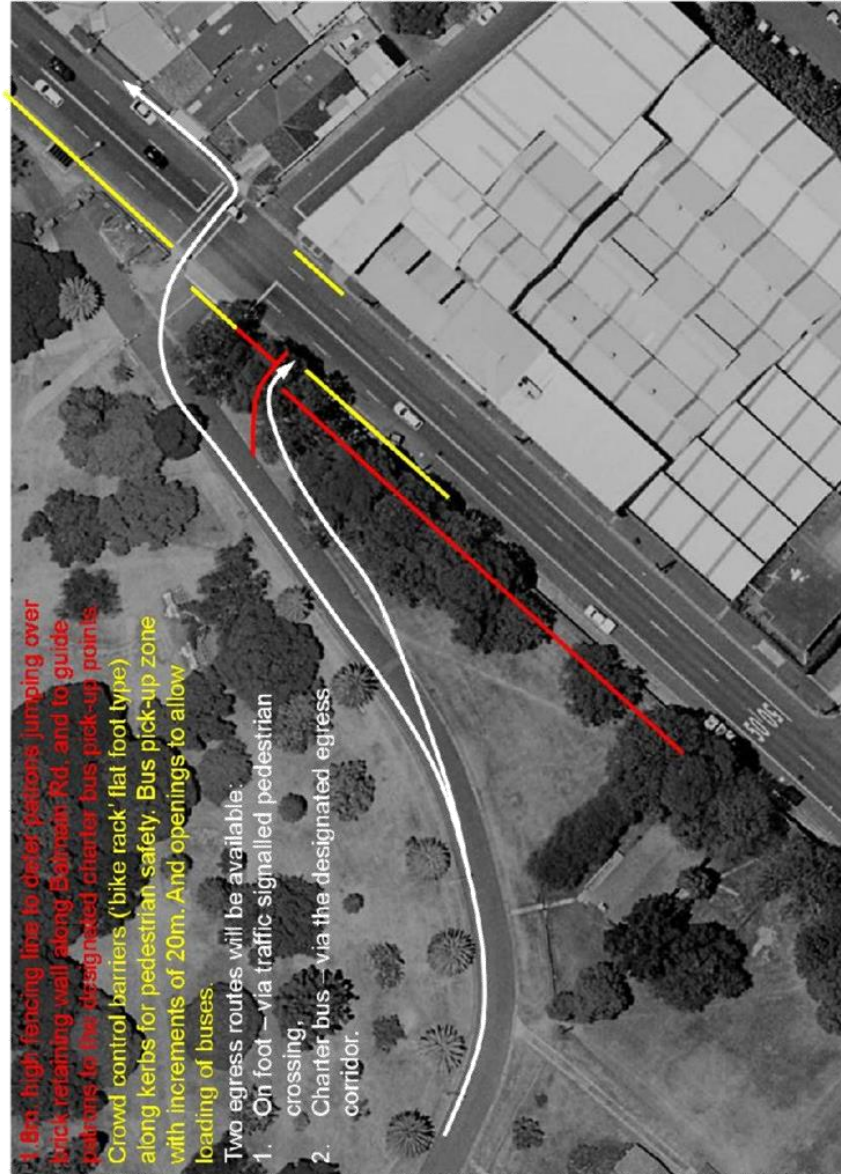 1.8m. high fencing line to deter patrons jumping over
brick retaining wall along Balmain Rd. and to guide
patrons to the designated charter bus pick-up points
Crowd control barriers ('bike rack' flat foot type)
along kerbs for pedestrian safety. Bus pick-up zone
with increments of 20m. And openings to allow
loading of buses.
Two egress routes will be available:
1. On foot – via traffic signalled pedestrian
crossing,
2. Charter bus – via the designated egress
corridor.